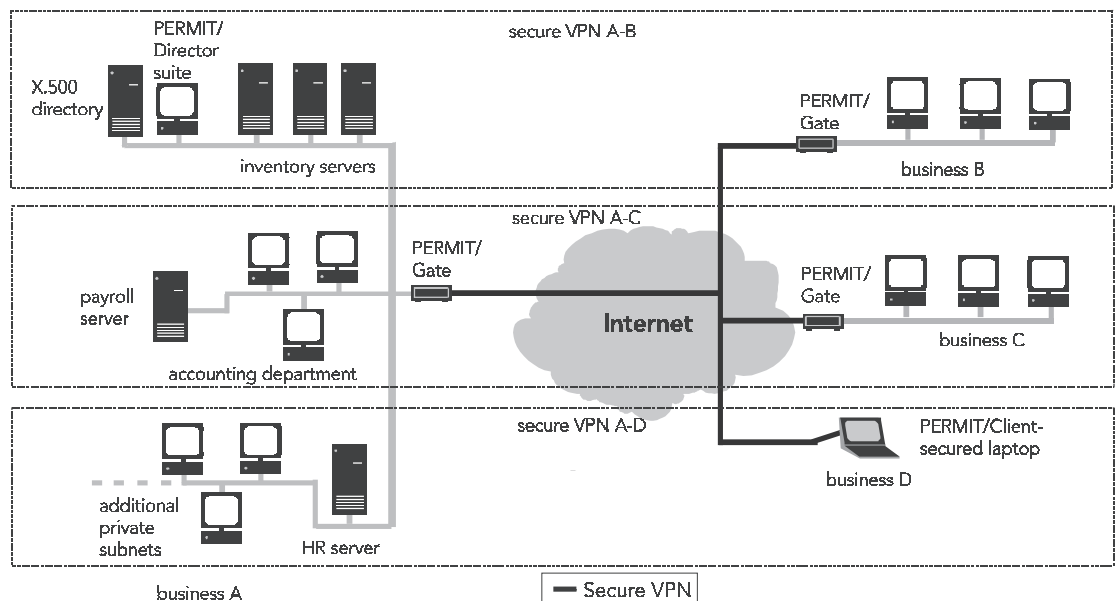 secure VPN A-B
PERMIT/
Director
suite
X.500
directory
inventory servers
PERMIT/
Gate
business B
secure VPN A-C
PERMIT/
Gate
payroll
server
accounting department
Internet
PERMIT/
Gate
business C
secure VPN A-D
additional
private
subnets
HR server
PERMIT/Client-
secured laptop
business D
business A
Secure VPN